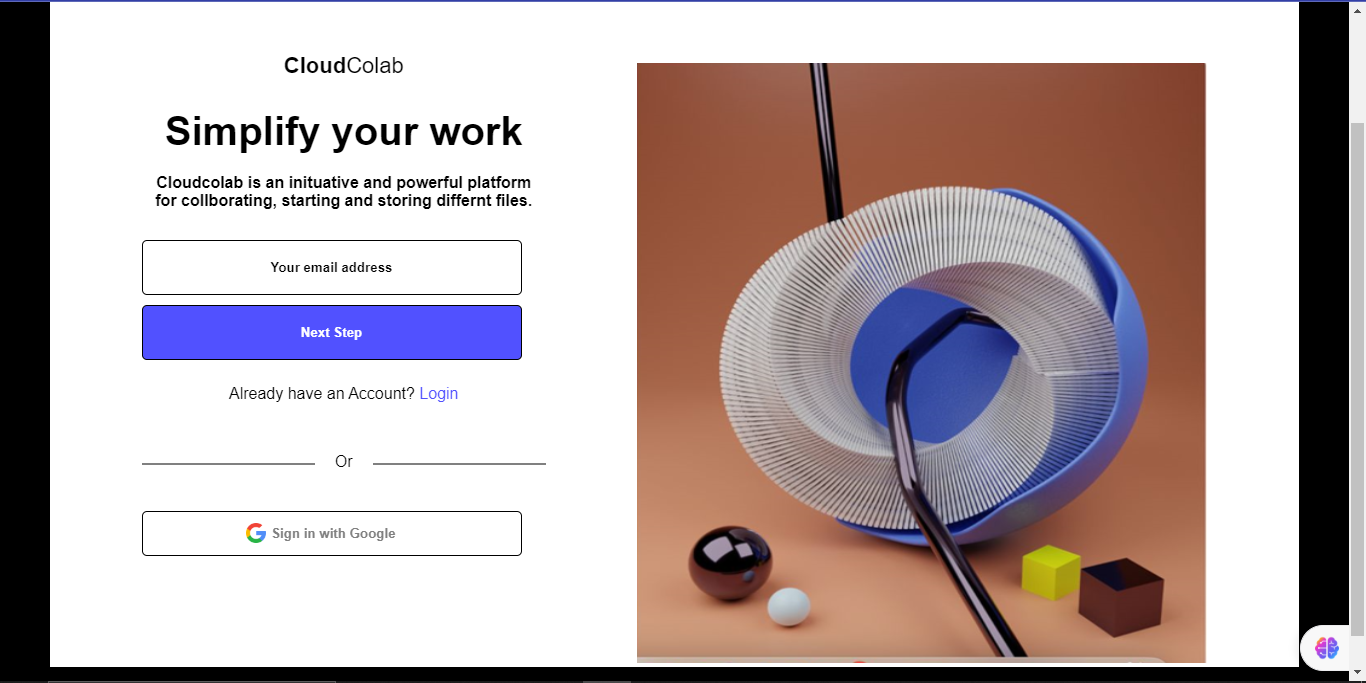 CloudColab
Simplify your work
Cloudcolab is an inituative and powerful platform
for collborating, starting and storing differnt files.
Your email address
Next Step
Already have an Account? Login
Or
Sign in with Google